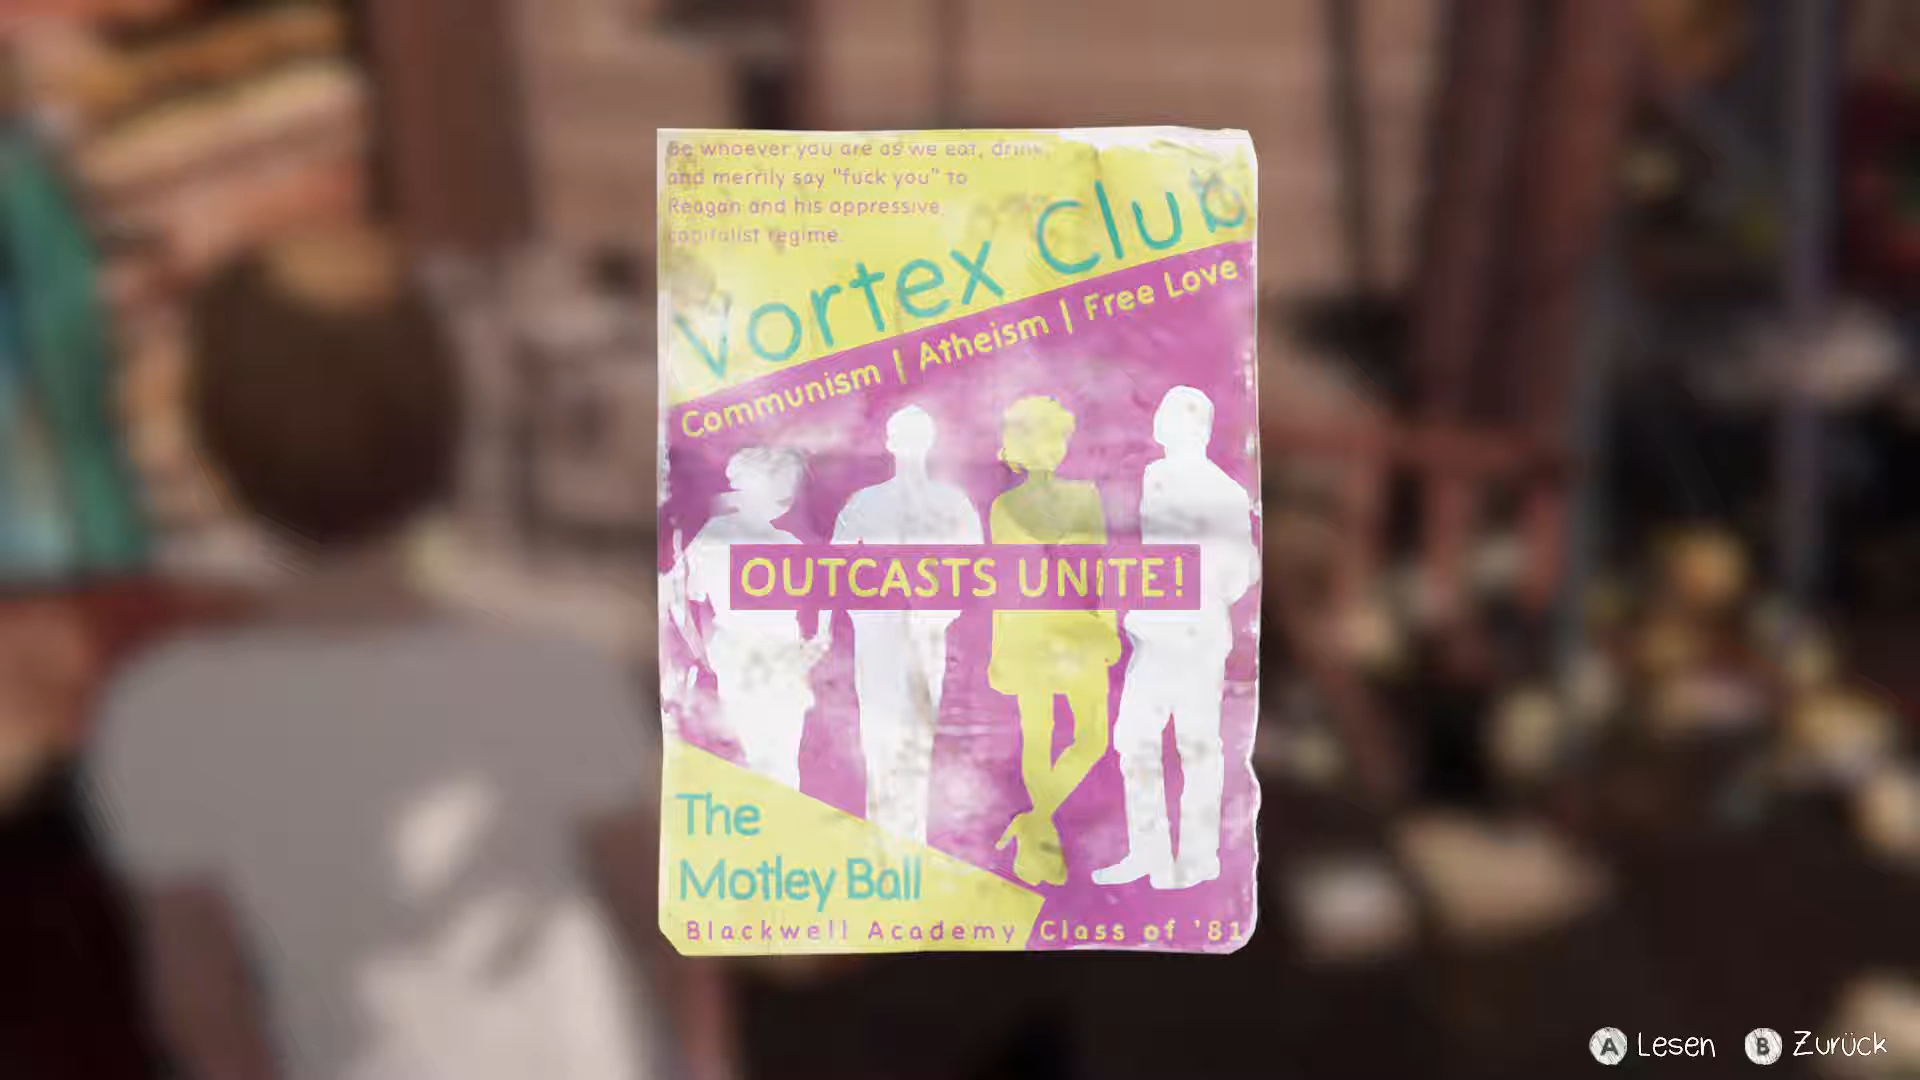 Be whoever you are as we eat, drink,
and merrily say "fuck you" to
Reagan and his oppressive,
capitalist regime.
Vortex Club
Communism | Atheism | Free Love
OUTCASTS UNITE!
The
Motley Ball
Blackwell Academy Class of '81
A Lesen B Zurück